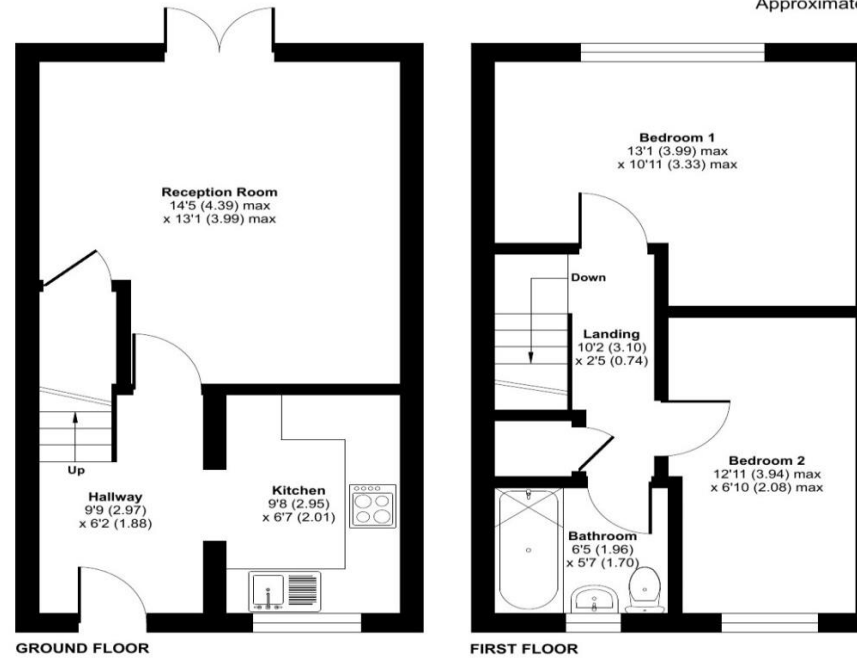 Approximate
Reception Room
14'5 (4.39) max
x 13'1 (3.99) max
Up
Hallway
9'9 (2.97)
x 6'2 (1.88)
Kitchen
9'8 (2.95)
x 6'7 (2.01)
GROUND FLOOR
Bedroom 1
13'1 (3.99) max
x 10'11 (3.33) max
Down
Landing
10'2 (3.10)
x 2'5 (0.74)
Bedroom 2
12'11 (3.94) max
x 6'10 (2.08) max
Bathroom
6'5 (1.96)
x 5'7 (1.70)
FIRST FLOOR